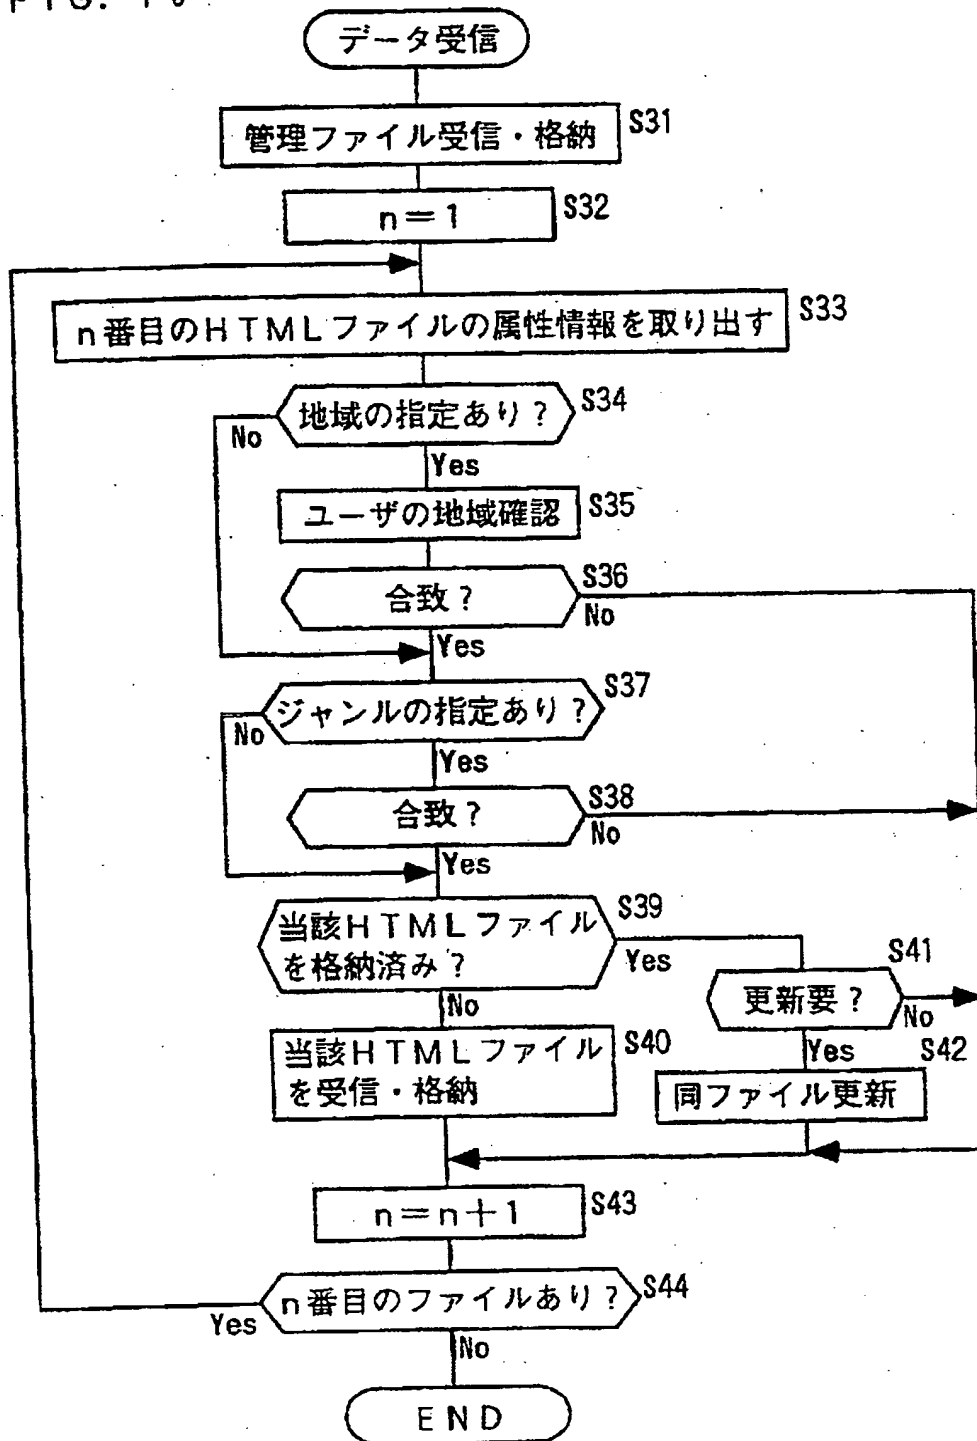 FIG.
データ受信
管理ファイル受信・格納
S31
n=1
S32
n番目のHTMLファイルの属性情報を取り出す
S33
地域の指定あり?
S34
No
Yes
ユーザの地域確認
S35
合致?
S36
No
Yes
ジャンルの指定あり?
S37
No
Yes
合致?
S38
No
Yes
当該HTMLファイル
を格納済み?
S39
Yes
No
更新要?
S41
No
Yes
当該HTMLファイル
を受信・格納
S40
同ファイル更新
S42
n=n+1
S43
n番目のファイルあり?
S44
Yes
No
END